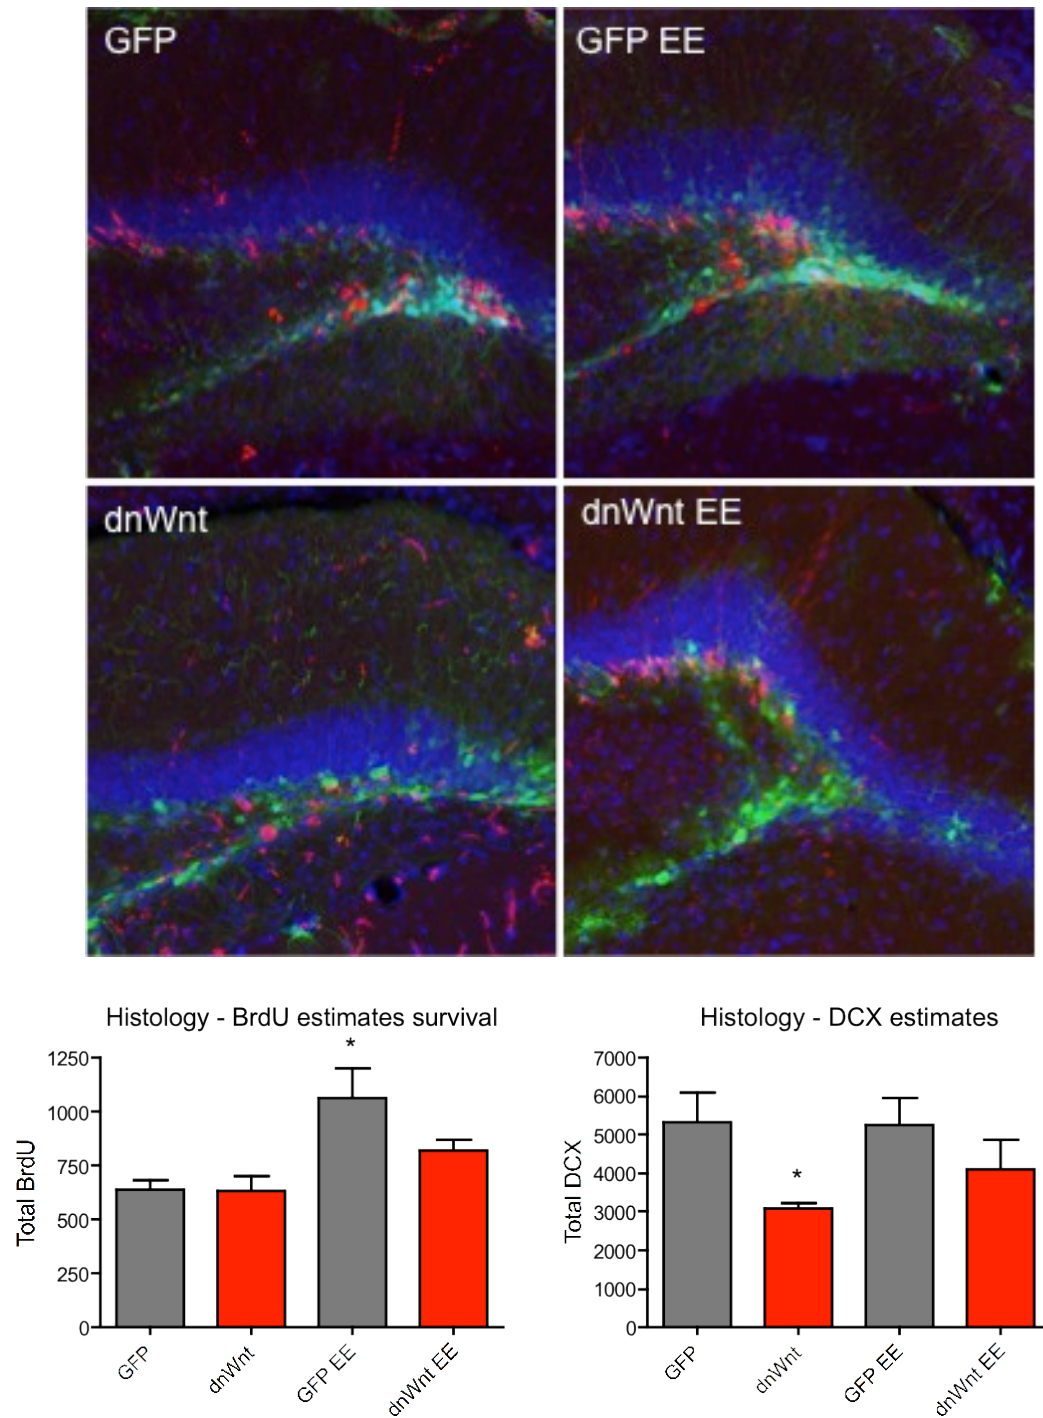 GFP
GFP EE
dnWnt
dnWnt EE
Histology - BrdU estimates survival
*
1250
1000
750
500
250
0
Total BrdU
GFP
dnWnt
GFP EE
dnWnt EE
Histology - DCX estimates
7000
6000
5000
4000
*
3000
2000
1000
0
Total DCX
GFP
dnWnt
GFP EE
dnWnt EE